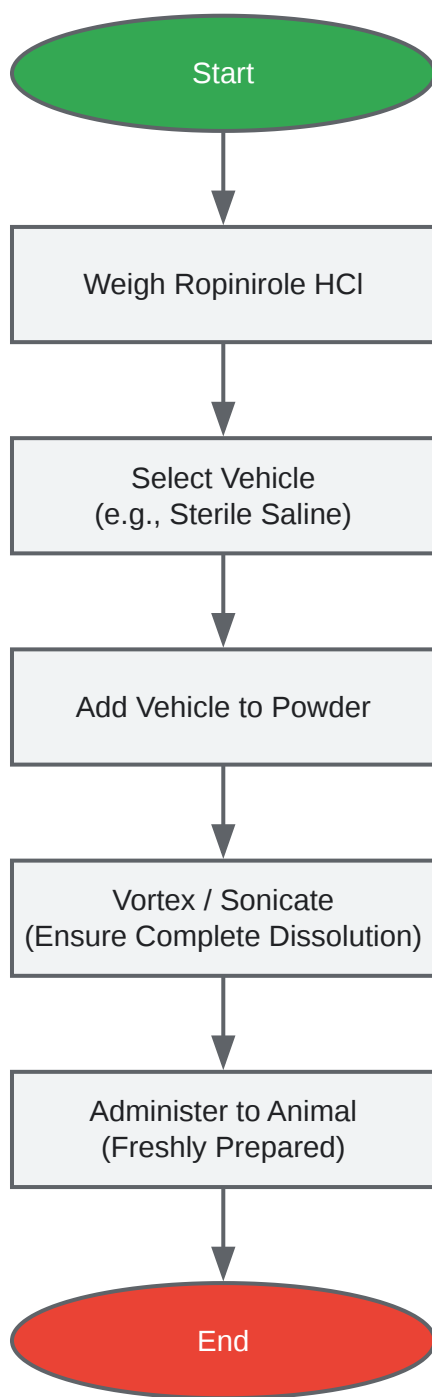 Start
Weigh Ropinirole HCl
Select Vehicle
(e.g., Sterile Saline)
Add Vehicle to Powder
Vortex / Sonicate
(Ensure Complete Dissolution)
Administer to Animal
(Freshly Prepared)
End